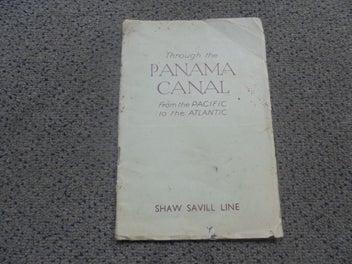 Through the
PANAMA
CANAL
From the PACIFIC
to the ATLANTIC
SHAW SAVILL LINE